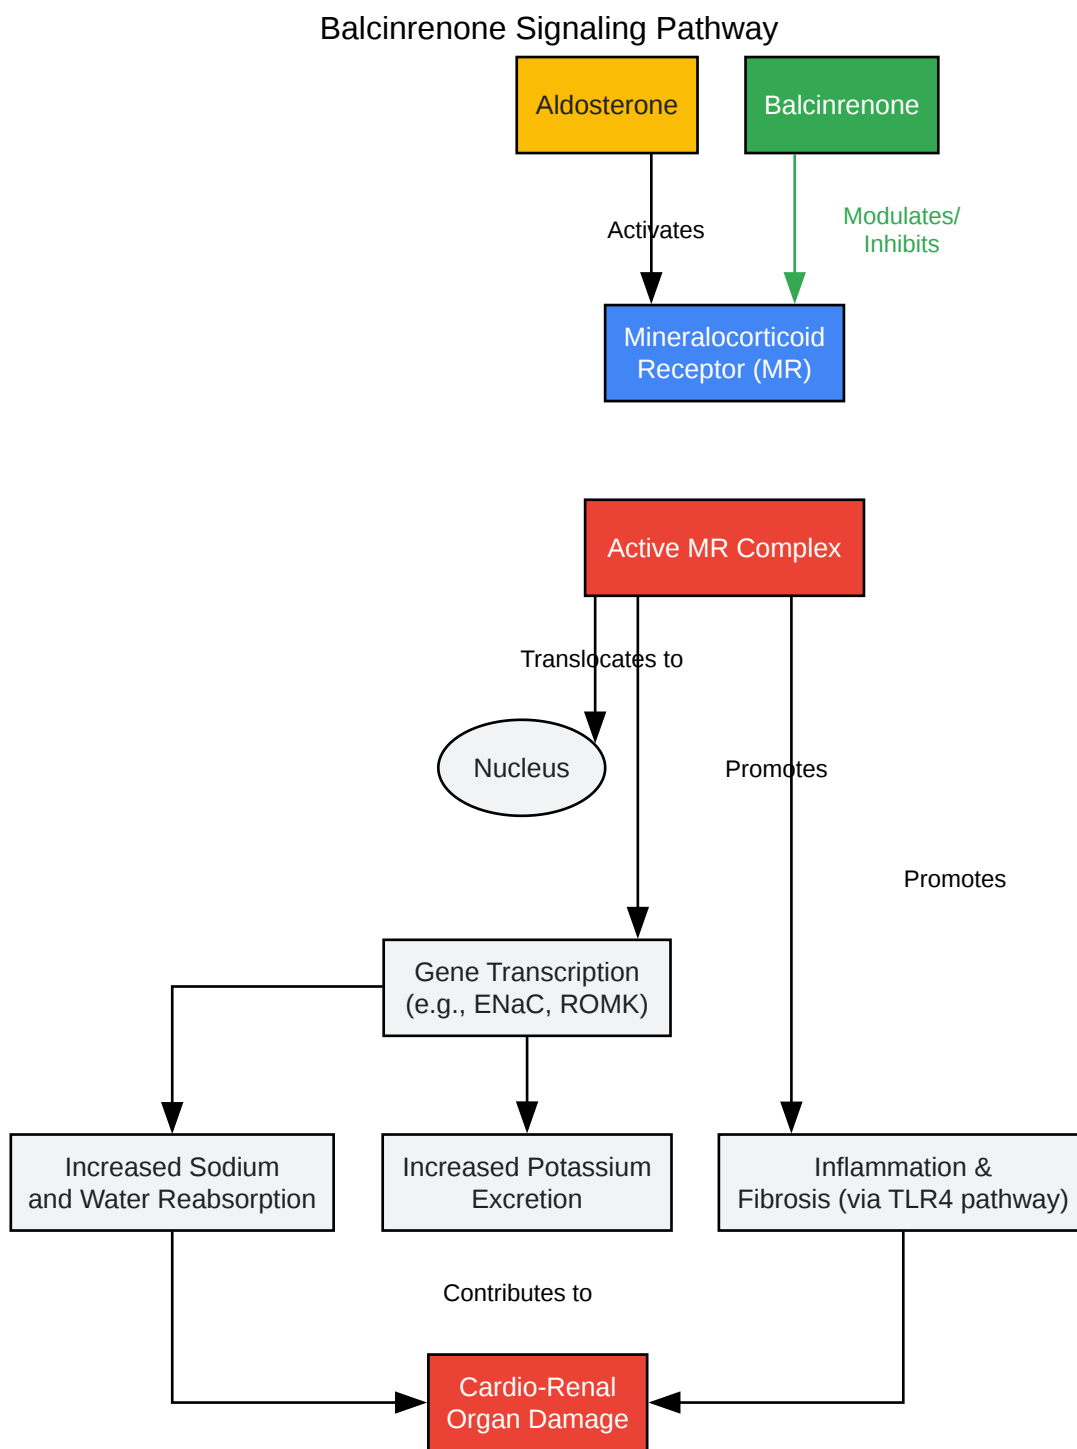 Balcinrenone Signaling Pathway
Aldosterone
Balcinrenone
Activates
Modulates/
Inhibits
Mineralocorticoid
Receptor (MR)
Active MR Complex
Translocates to
Nucleus
Promotes
Promotes
Gene Transcription
(e.g., ENaC, ROMK)
Increased Sodium
and Water Reabsorption
Increased Potassium
Excretion
Inflammation &
Fibrosis (via TLR4 pathway)
Contributes to
Cardio-Renal
Organ Damage